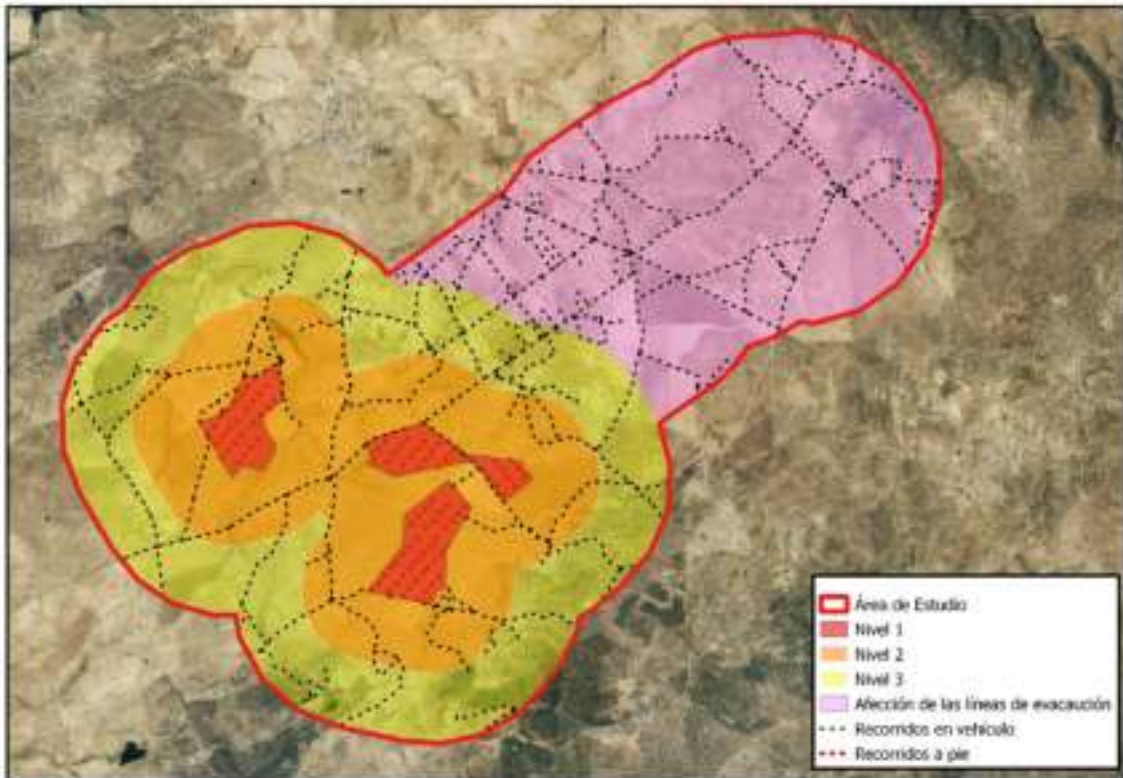 Área de Estudio
Nivel 1
Nivel 2
Nivel 3
Afección de las líneas de evacaución
Recorridos en vehículo
Recorridos a pie